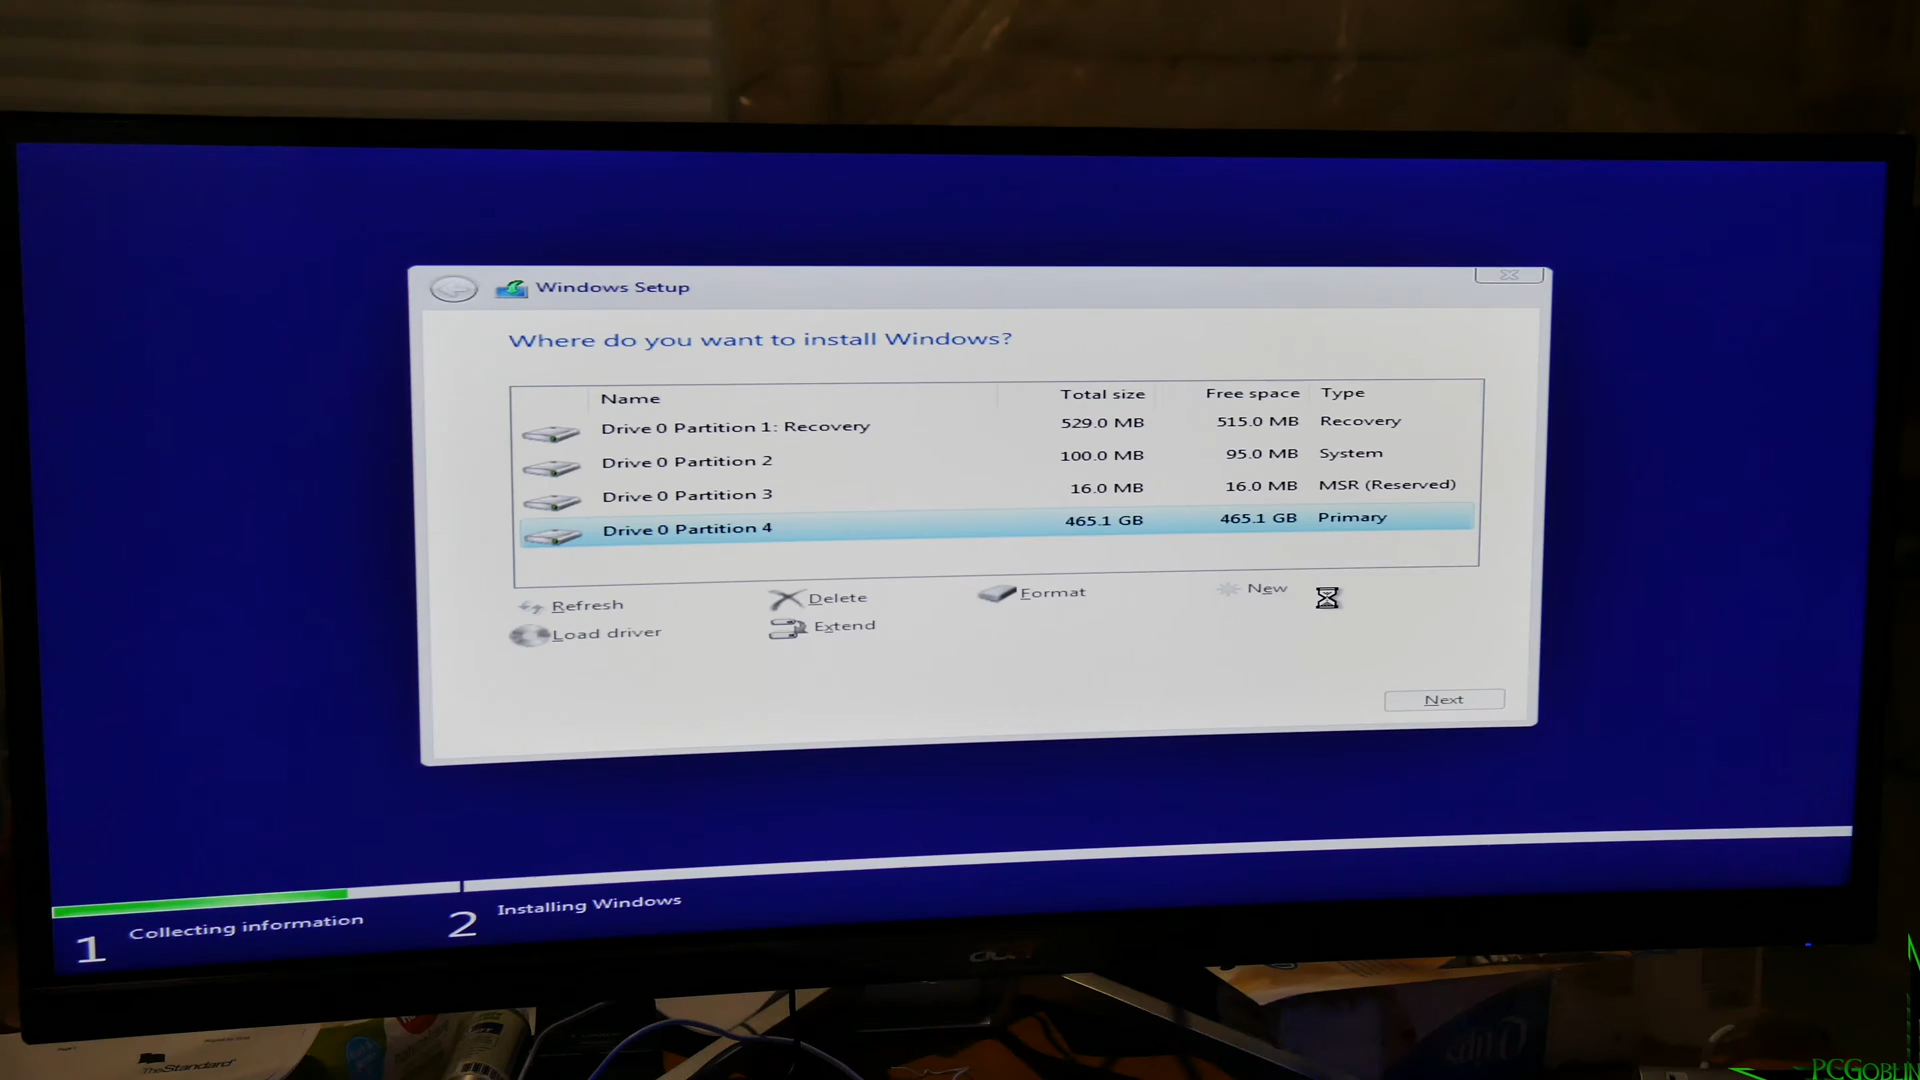 Windows Setup
Where do you want to install Windows?
Name Total size Free space Type
Drive 0 Partition 1: Recovery 529.0 MB 515.0 MB Recovery
Drive 0 Partition 2 100.0 MB 95.0 MB System
Drive 0 Partition 3 16.0 MB 16.0 MB MSR (Reserved)
Drive 0 Partition 4 465.1 GB 465.1 GB Primary
Refresh Delete Format New
Load driver Extend
Next
1 Collecting information 2 Installing Windows
acer
TheStandard
PCGOBLIN